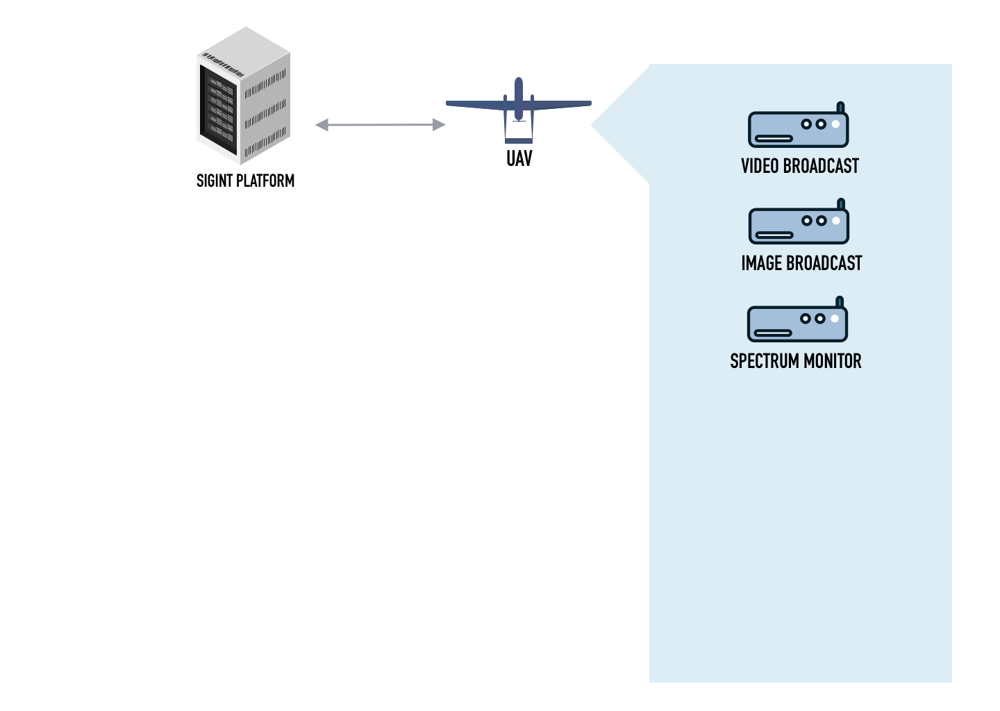 SIGINT PLATFORM
UAV
VIDEO BROADCAST
IMAGE BROADCAST
SPECTRUM MONITOR